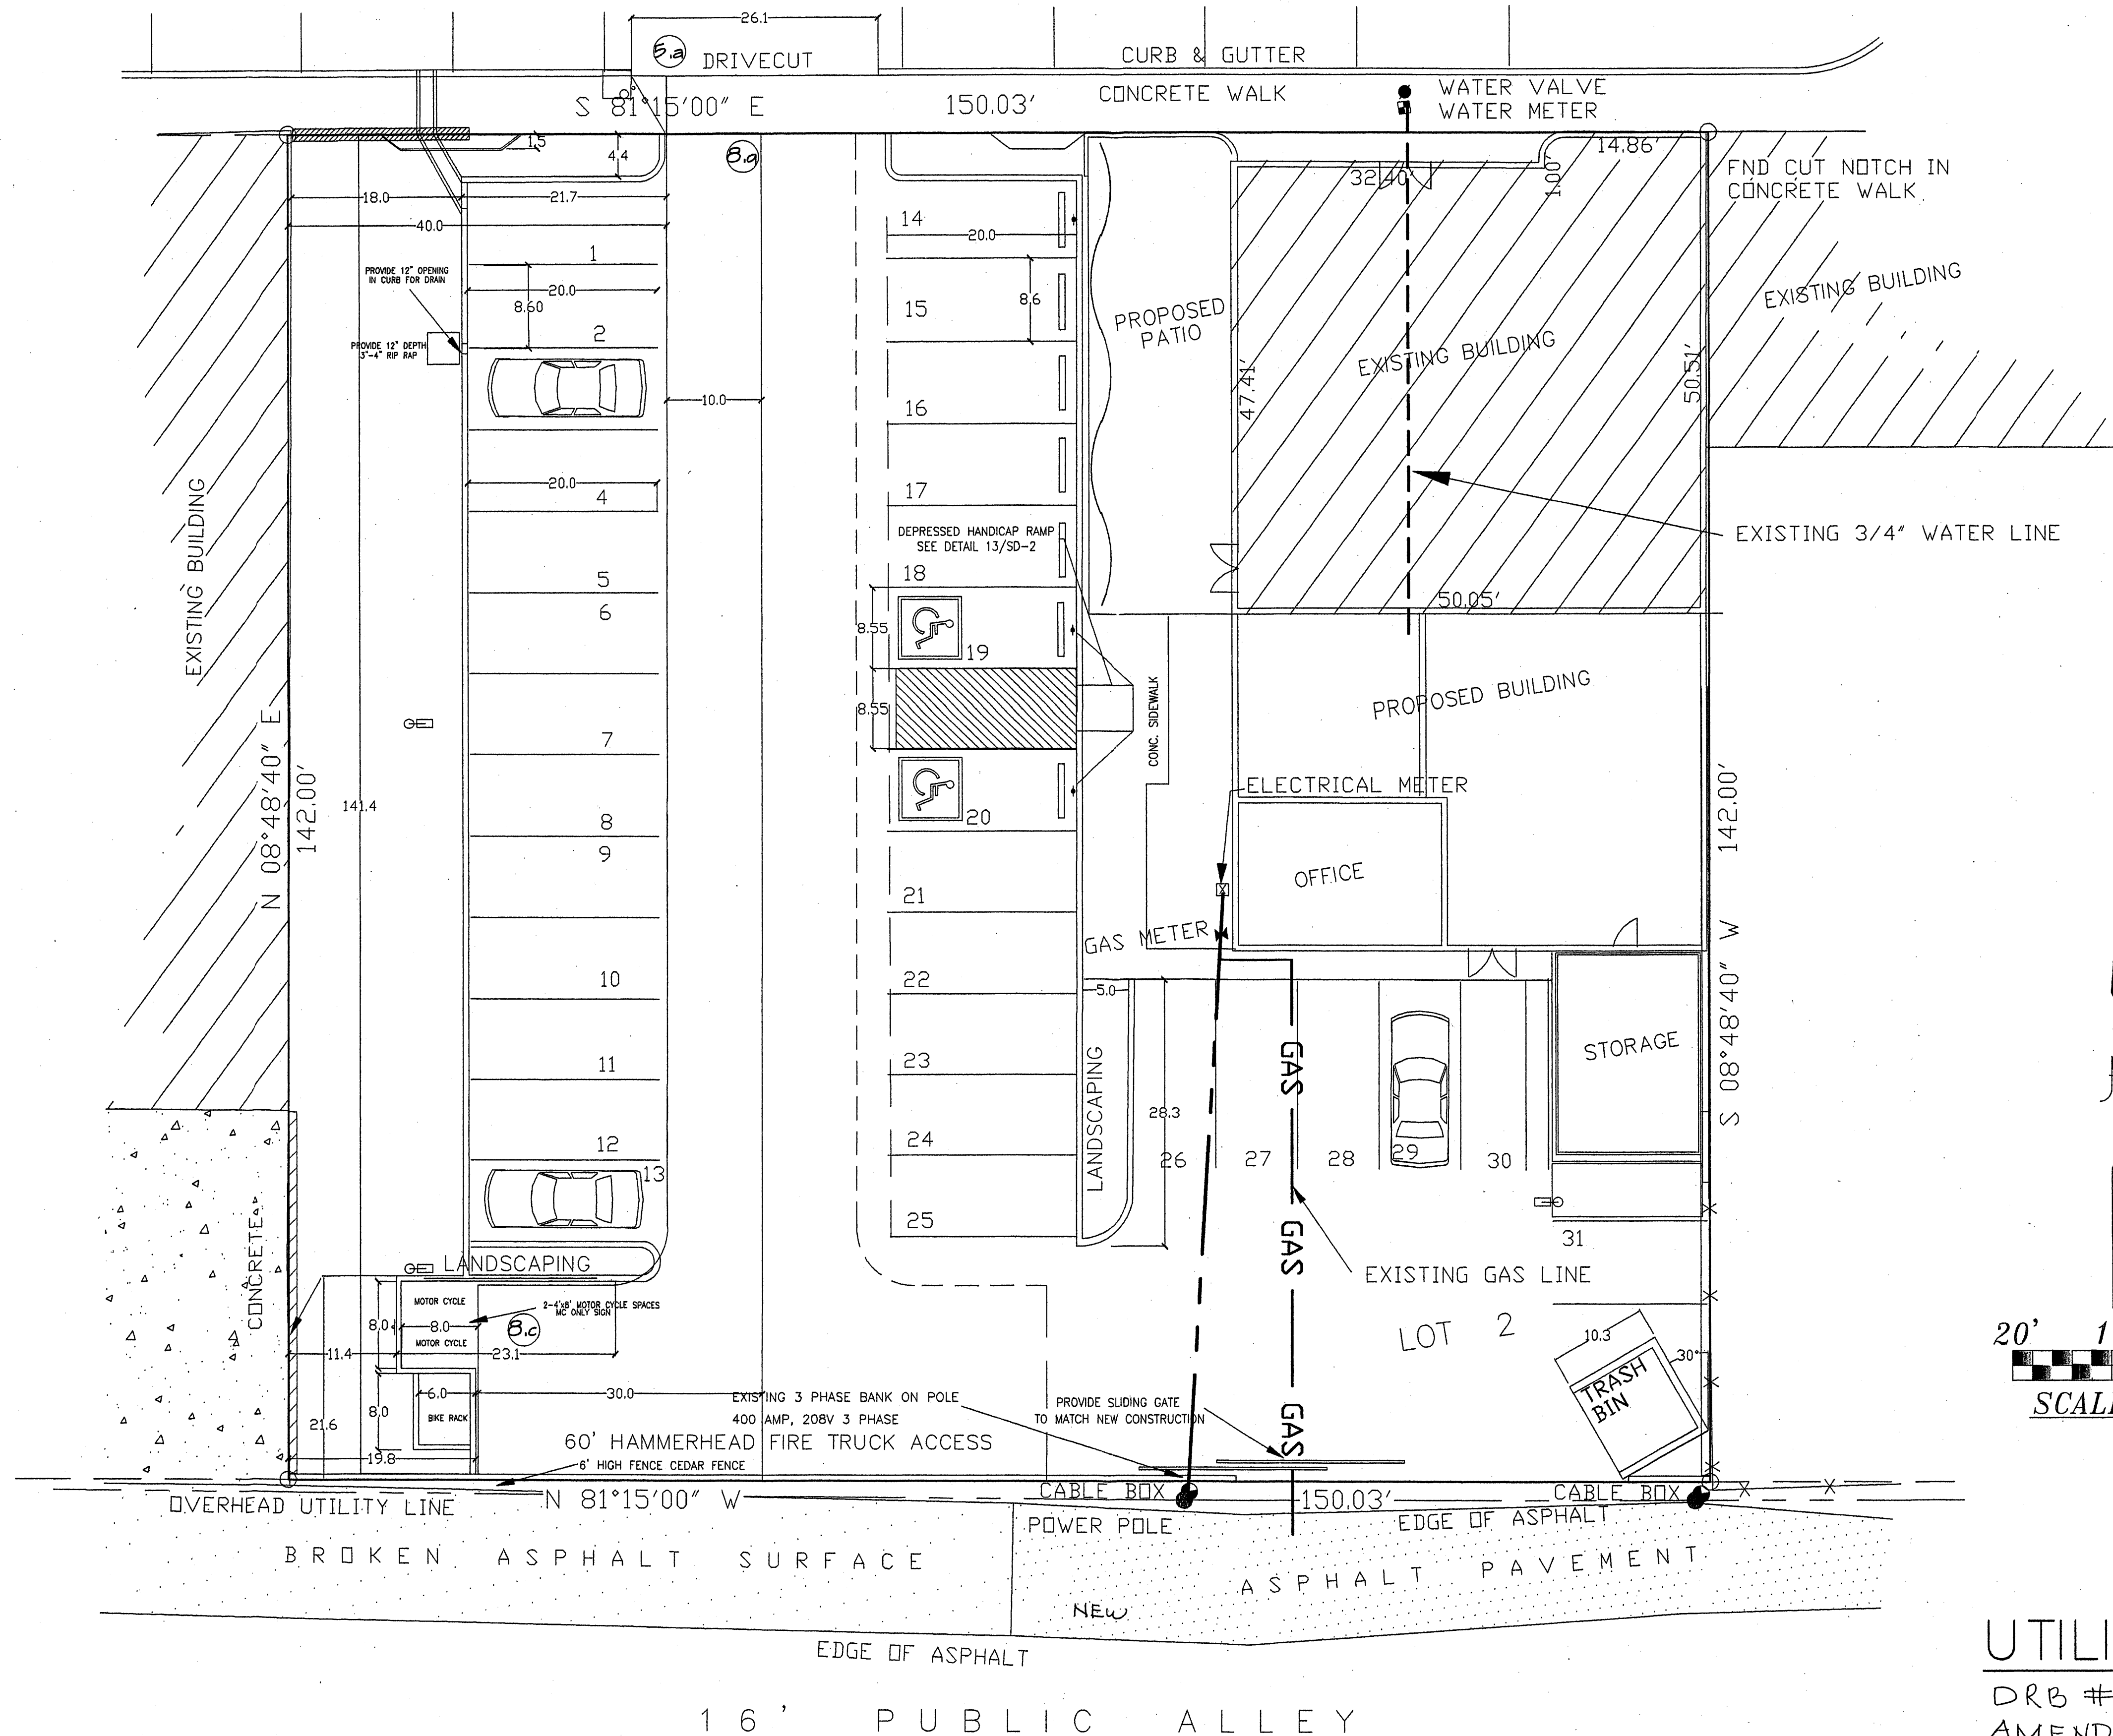 26.1
5.a
DRIVECUT
CURB & GUTTER
S 81°15'00" E
150.03'
CONCRETE WALK
WATER VALVE
WATER METER
1.5
4.4
8.a
14.86'
32.40'
1.00'
FND CUT NOTCH IN
CONCRETE WALK
18.0
21.7
40.0
14
20.0
1
PROVIDE 12" OPENING
IN CURB FOR DRAIN
20.0
8.60
15
8.6
PROPOSED
PATIO
EXISTING BUILDING
EXISTING BUILDING
2
PROVIDE 12" DEPTH
3"-4" RIP RAP
47.41'
50.51'
10.0
16
20.0
4
17
EXISTING BUILDING
DEPRESSED HANDICAP RAMP
SEE DETAIL 13/SD-2
EXISTING 3/4" WATER LINE
5
18
6
50.05'
8.55
19
PROPOSED BUILDING
8.55
CONC. SIDEWALK
7
N 08°48'40" E
142.00'
141.4
ELECTRICAL METER
142.00'
S 08°48'40" W
8
20
9
OFFICE
21
GAS METER
10
22
5.0
STORAGE
GAS
11
23
LANDSCAPING
28.3
12
24
26
27
28
29
30
13
25
CONCRETE
31
GAS
LANDSCAPING
EXISTING GAS LINE
MOTOR CYCLE
2-4'x8' MOTOR CYCLE SPACES
MC ONLY SIGN
8.0
8.0
8.c
MOTOR CYCLE
LOT 2
11.4
23.1
10.3
30°
TRASH
BIN
20'
1
SCAL
6.0
30.0
EXISTING 3 PHASE BANK ON POLE
400 AMP, 208V 3 PHASE
PROVIDE SLIDING GATE
TO MATCH NEW CONSTRUCTION
GAS
8.0
BIKE RACK
21.6
60' HAMMERHEAD FIRE TRUCK ACCESS
19.8
6' HIGH FENCE CEDAR FENCE
OVERHEAD UTILITY LINE
N 81°15'00" W
CABLE BOX
150.03'
CABLE BOX
POWER POLE
EDGE OF ASPHALT
BROKEN ASPHALT SURFACE
ASPHALT PAVEMENT
NEW
EDGE OF ASPHALT
UTILI
DRB #
AMEND
16' PUBLIC ALLEY